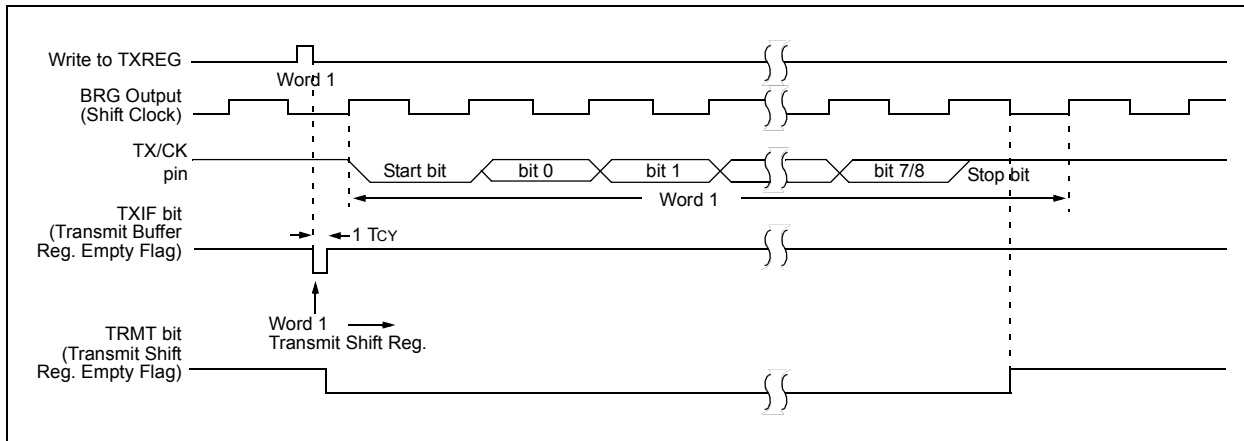 Write to TXREG
Word 1
BRG Output
(Shift Clock)
TX/CK
pin
Start bit
bit 0
bit 1
bit 7/8
Stop bit
Word 1
TXIF bit
(Transmit Buffer
Reg. Empty Flag)
1 TCY
Word 1
Transmit Shift Reg.
TRMT bit
(Transmit Shift
Reg. Empty Flag)